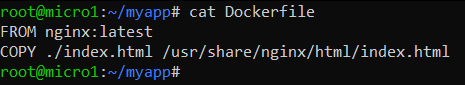 root@micro1:~/myapp# cat Dockerfile
FROM nginx:latest
COPY ./index.html /usr/share/nginx/html/index.html
root@micro1:~/myapp#